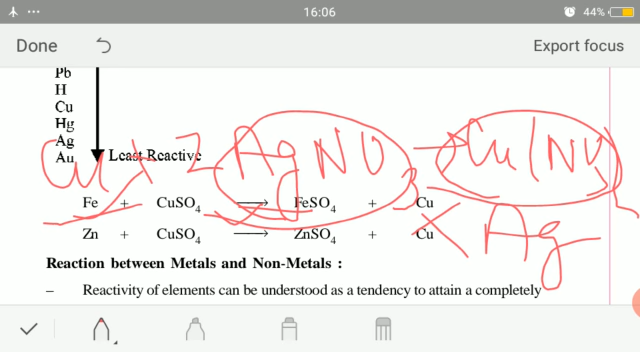 16:06 44%
Done Export focus
Pb
H
Cu
Hg
Ag
Au Least Reactive
Cu + 2 AgNO3 → Cu(NO
Fe + CuSO4 ⟶ FeSO4 + Cu
Zn + CuSO4 ⟶ ZnSO4 + Cu
Ag
Reaction between Metals and Non-Metals :
– Reactivity of elements can be understood as a tendency to attain a completely